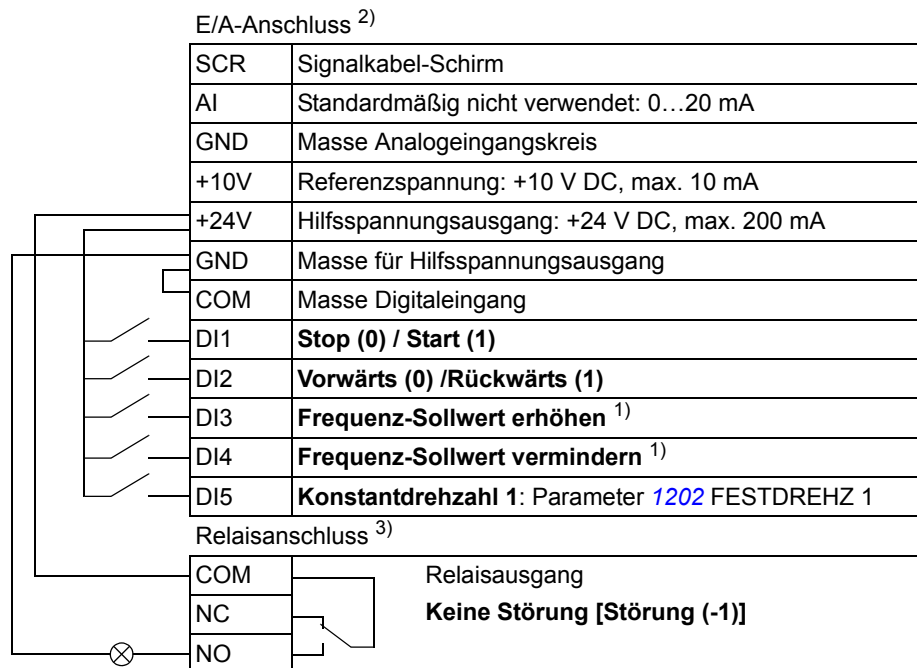 E/A-Anschluss 2)
SCR Signalkabel-Schirm
AI Standardmäßig nicht verwendet: 0…20 mA
GND Masse Analogeingangskreis
+10V Referenzspannung: +10 V DC, max. 10 mA
+24V Hilfsspannungsausgang: +24 V DC, max. 200 mA
GND Masse für Hilfsspannungsausgang
COM Masse Digitaleingang
DI1 Stop (0) / Start (1)
DI2 Vorwärts (0) /Rückwärts (1)
DI3 Frequenz-Sollwert erhöhen 1)
DI4 Frequenz-Sollwert vermindern 1)
DI5 Konstantdrehzahl 1: Parameter 1202 FESTDREHZ 1
Relaisanschluss 3)
COM Relaisausgang
NC Keine Störung [Störung (-1)]
NO